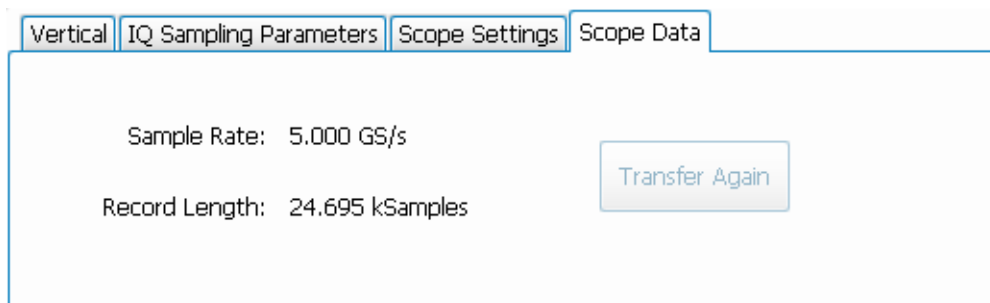 Vertical IQ Sampling Parameters Scope Settings Scope Data
Sample Rate: 5.000 GS/s
Transfer Again
Record Length: 24.695 kSamples